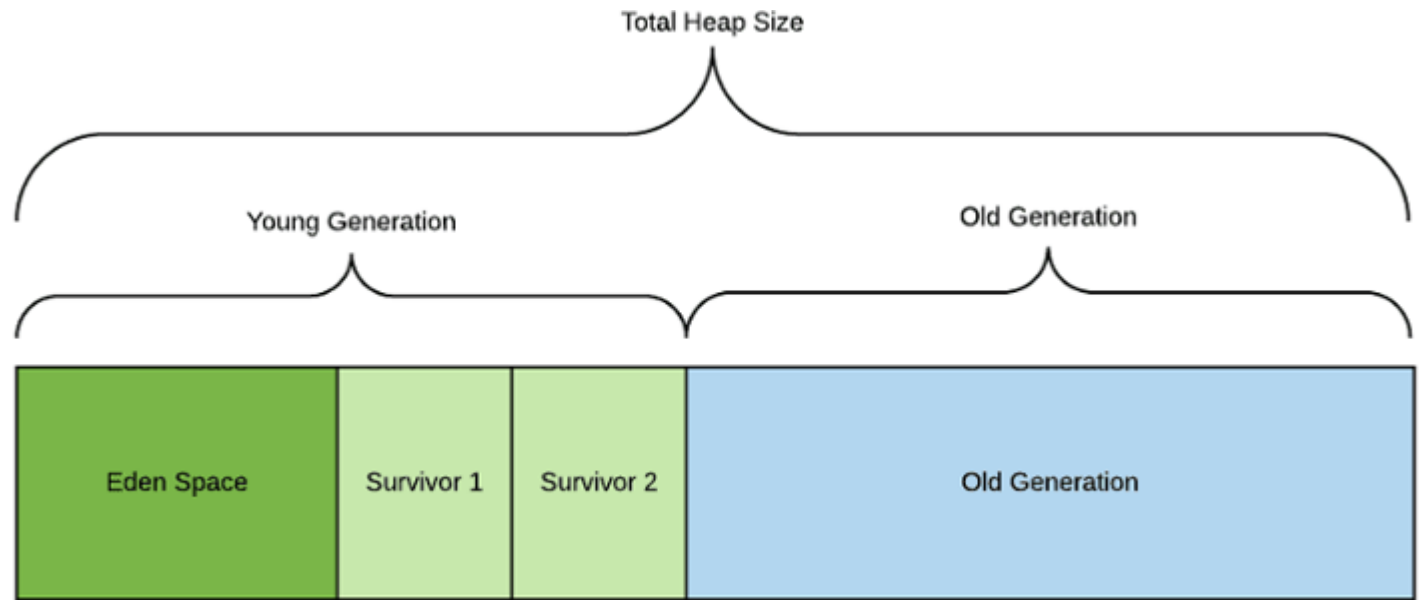 Total Heap Size
Young Generation
Old Generation
Eden Space
Survivor 1
Survivor 2
Old Generation